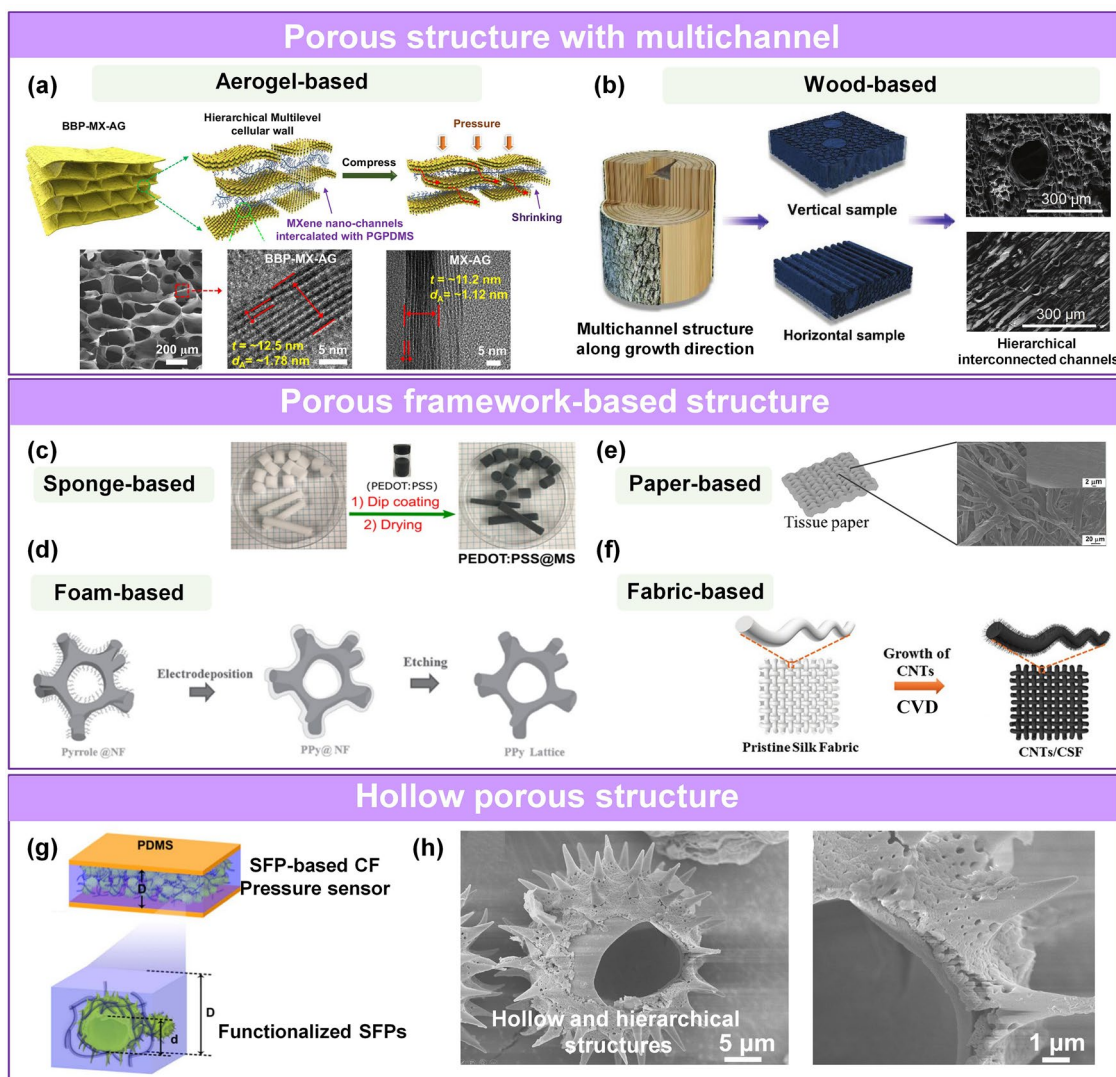 Porous structure with multichannel
(a)
Aerogel-based
BBP-MX-AG
Hierarchical Multilevel
cellular wall
Compress
Pressure
MXene nano-channels
intercalated with PGPDMS
Shrinking
200 μm
BBP-MX-AG
t = ~12.5 nm
dA = ~1.78 nm
5 nm
MX-AG
t = ~11.2 nm
dA = ~1.12 nm
5 nm
(b)
Wood-based
Multichannel structure
along growth direction
Vertical sample
Horizontal sample
300 μm
300 μm
Hierarchical
interconnected channels
Porous framework-based structure
(c)
Sponge-based
(PEDOT:PSS)
1) Dip coating
2) Drying
PEDOT:PSS@MS
(d)
Foam-based
Pyrrole @NF
Electrodeposition
PPy@ NF
Etching
PPy Lattice
(e)
Paper-based
Tissue paper
2 μm
20 μm
(f)
Fabric-based
Pristine Silk Fabric
Growth of
CNTs
CVD
CNTs/CSF
Hollow porous structure
(g)
PDMS
D
SFP-based CF
Pressure sensor
D
d
Functionalized SFPs
(h)
Hollow and hierarchical
structures
5 μm
1 μm